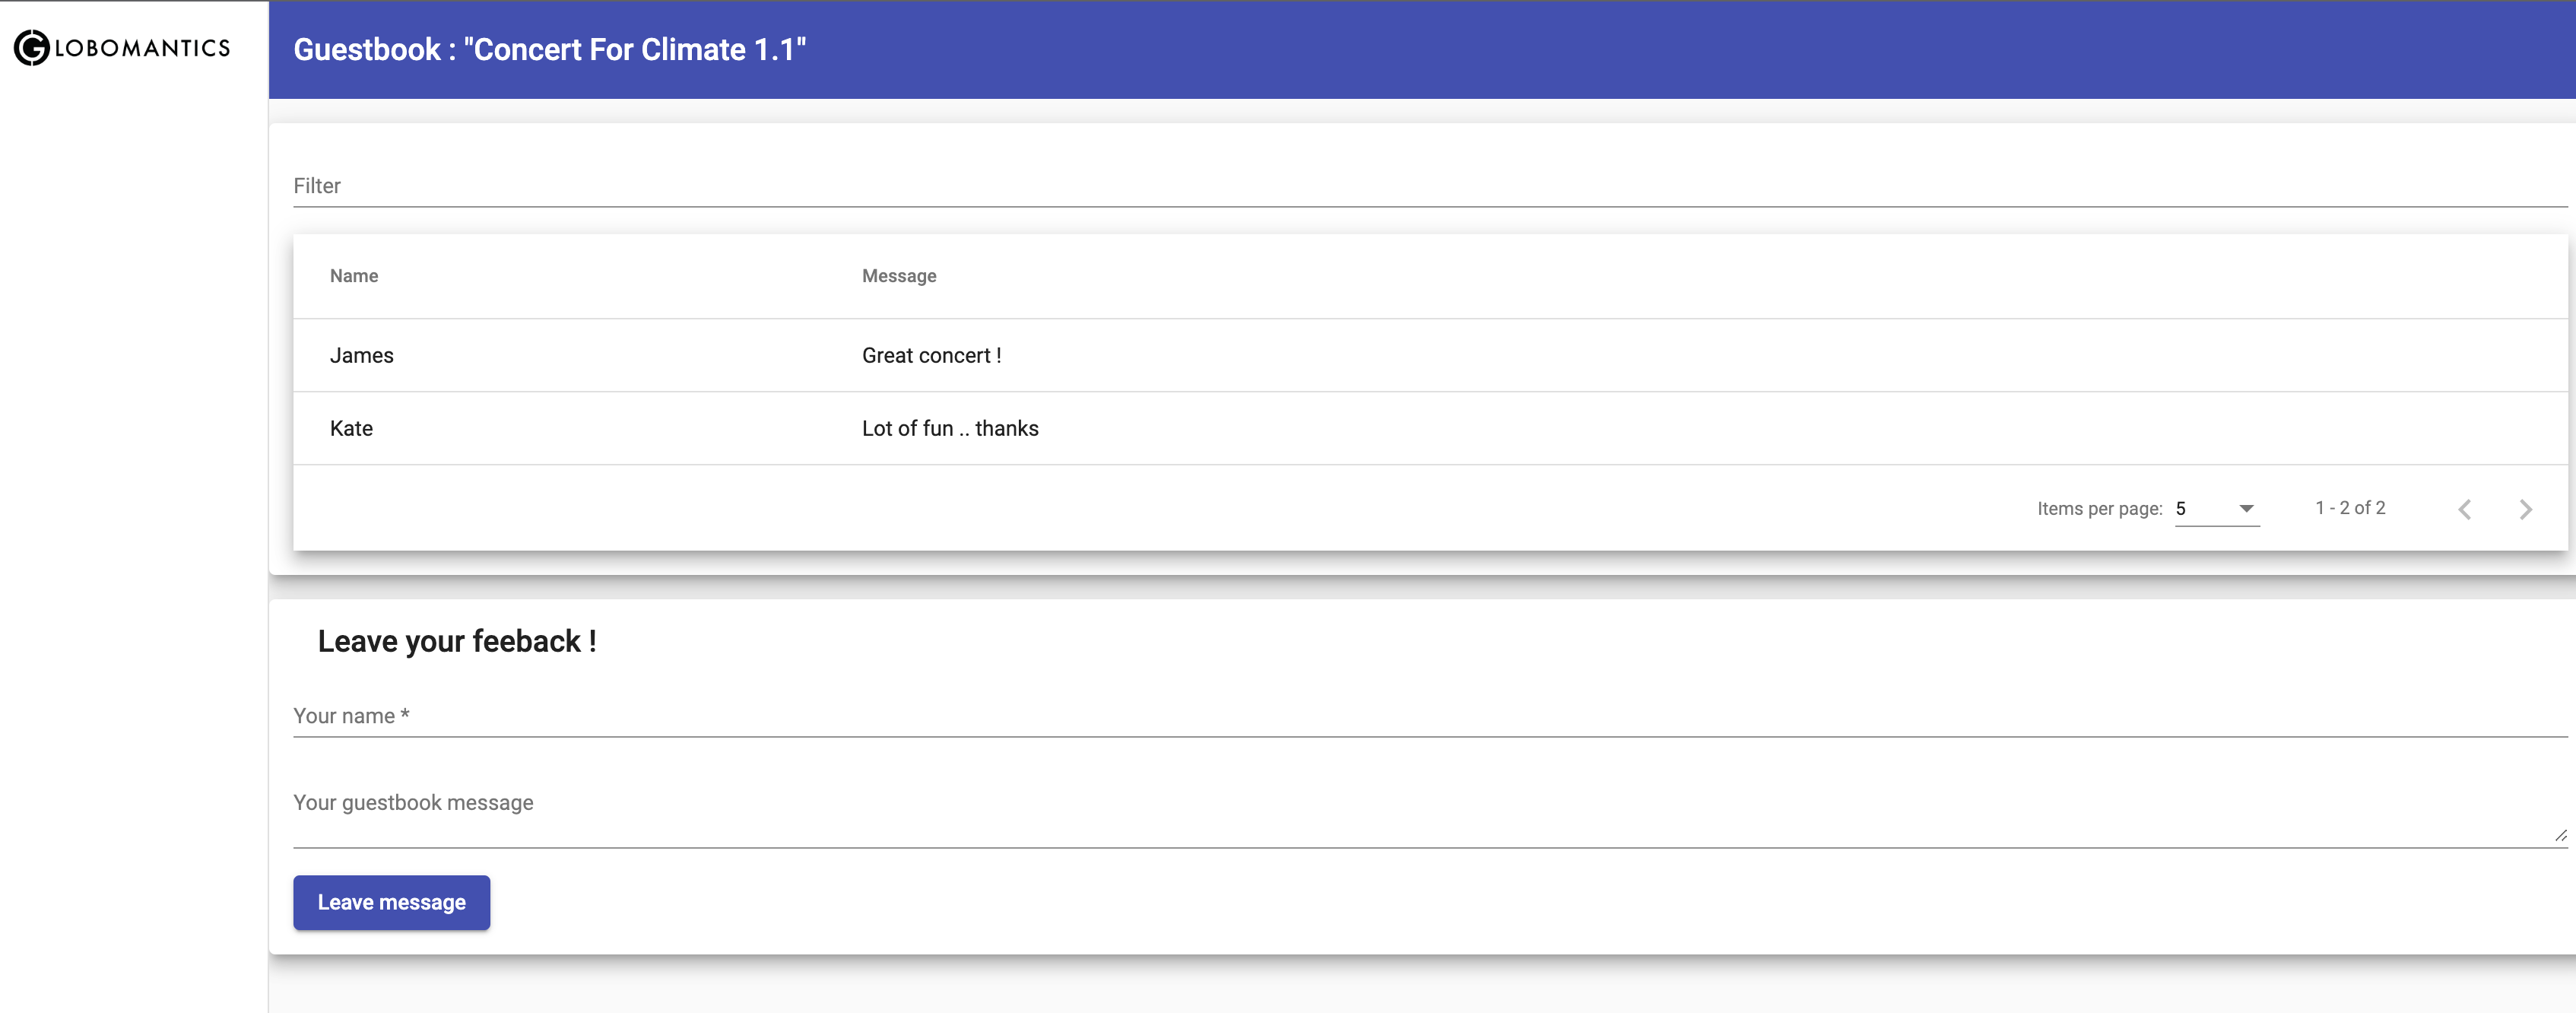 GLOBOMANTICS
Guestbook : "Concert For Climate 1.1"
Filter
Name Message
James Great concert !
Kate Lot of fun .. thanks
Items per page: 5 1 - 2 of 2
Leave your feeback !
Your name *
Your guestbook message
Leave message